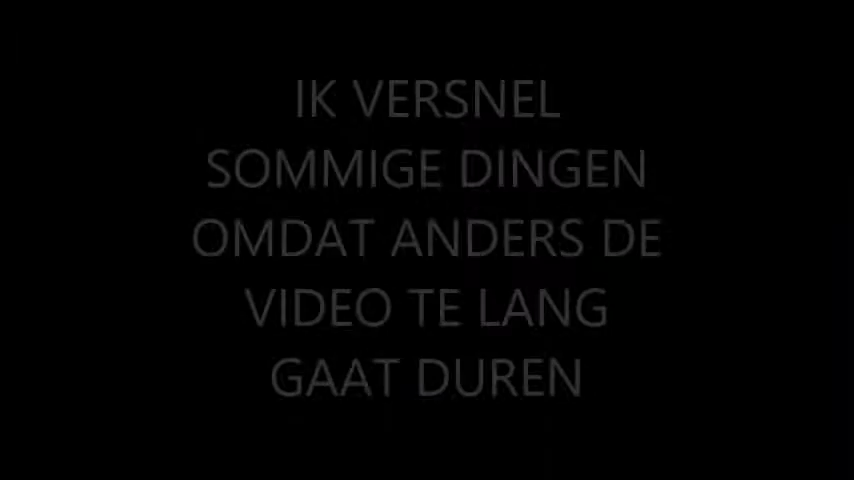 IK VERSNEL
SOMMIGE DINGEN
OMDAT ANDERS DE
VIDEO TE LANG
GAAT DUREN